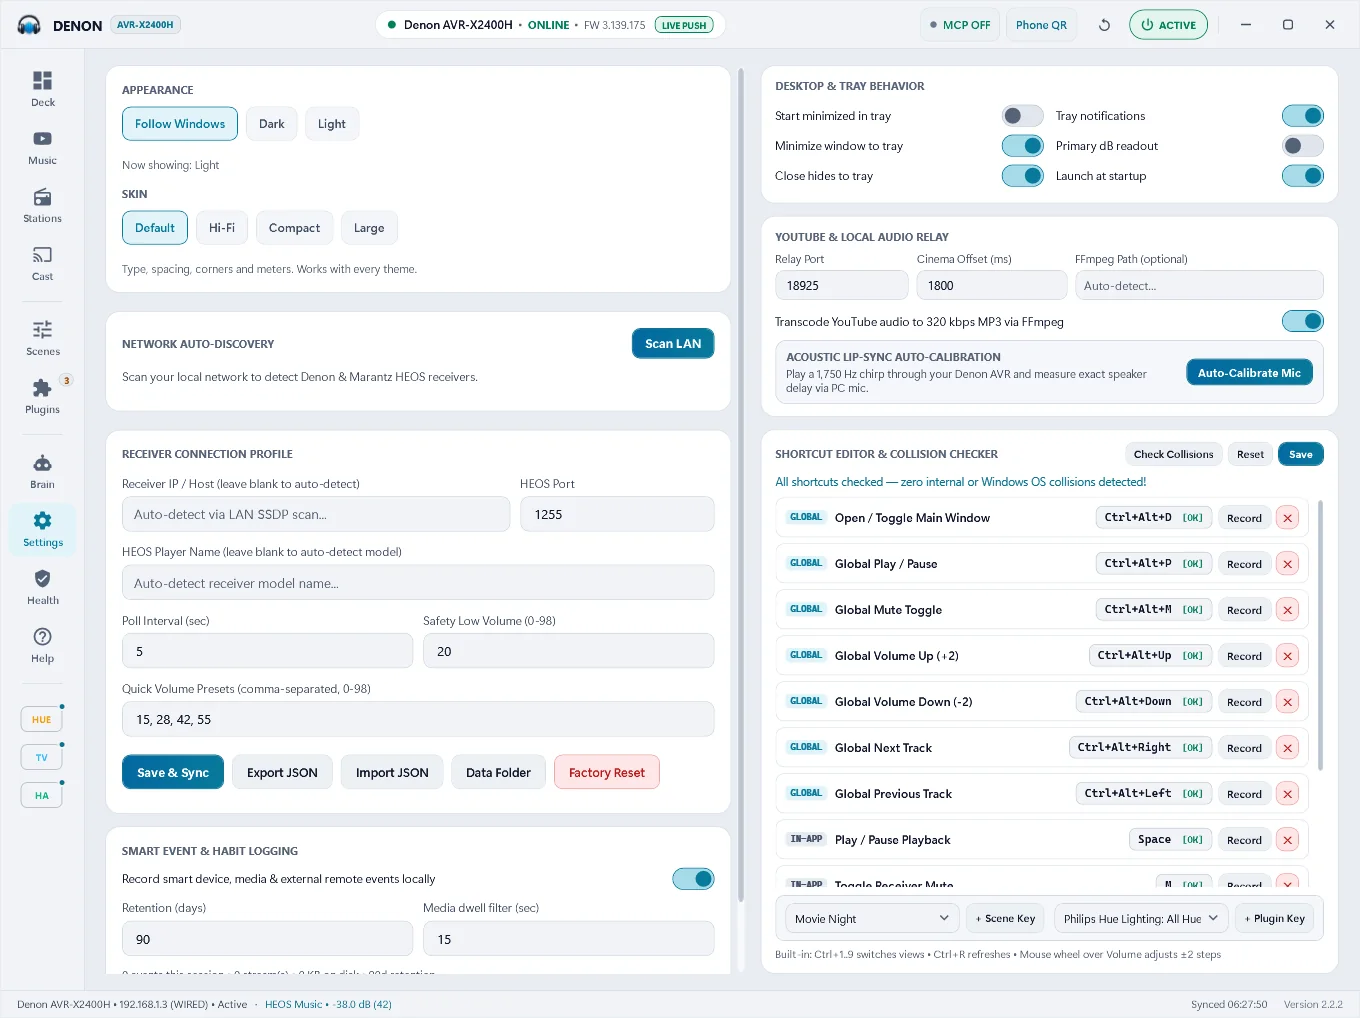 DENON AVR-X2400H
Denon AVR-X2400H • ONLINE • FW 3.139.175 LIVE PUSH
MCP OFF
Phone QR
ACTIVE
Deck
Music
Stations
Cast
Scenes
3
Plugins
Brain
Settings
Health
Help
HUE
TV
HA
APPEARANCE
Follow Windows Dark Light
Now showing: Light
SKIN
Default Hi-Fi Compact Large
Type, spacing, corners and meters. Works with every theme.
NETWORK AUTO-DISCOVERY
Scan LAN
Scan your local network to detect Denon & Marantz HEOS receivers.
RECEIVER CONNECTION PROFILE
Receiver IP / Host (leave blank to auto-detect) HEOS Port
Auto-detect via LAN SSDP scan... 1255
HEOS Player Name (leave blank to auto-detect model)
Auto-detect receiver model name...
Poll Interval (sec) Safety Low Volume (0-98)
5 20
Quick Volume Presets (comma-separated, 0-98)
15, 28, 42, 55
Save & Sync Export JSON Import JSON Data Folder Factory Reset
SMART EVENT & HABIT LOGGING
Record smart device, media & external remote events locally
Retention (days) Media dwell filter (sec)
90 15
DESKTOP & TRAY BEHAVIOR
Start minimized in tray Tray notifications
Minimize window to tray Primary dB readout
Close hides to tray Launch at startup
YOUTUBE & LOCAL AUDIO RELAY
Relay Port Cinema Offset (ms) FFmpeg Path (optional)
18925 1800 Auto-detect...
Transcode YouTube audio to 320 kbps MP3 via FFmpeg
ACOUSTIC LIP-SYNC AUTO-CALIBRATION
Play a 1,750 Hz chirp through your Denon AVR and measure exact speaker
delay via PC mic.
Auto-Calibrate Mic
SHORTCUT EDITOR & COLLISION CHECKER
Check Collisions Reset Save
All shortcuts checked — zero internal or Windows OS collisions detected!
GLOBAL Open / Toggle Main Window Ctrl+Alt+D [OK] Record ✕
GLOBAL Global Play / Pause Ctrl+Alt+P [OK] Record ✕
GLOBAL Global Mute Toggle Ctrl+Alt+M [OK] Record ✕
GLOBAL Global Volume Up (+2) Ctrl+Alt+Up [OK] Record ✕
GLOBAL Global Volume Down (-2) Ctrl+Alt+Down [OK] Record ✕
GLOBAL Global Next Track Ctrl+Alt+Right [OK] Record ✕
GLOBAL Global Previous Track Ctrl+Alt+Left [OK] Record ✕
IN-APP Play / Pause Playback Space [OK] Record ✕
IN-APP Toggle Receiver Mute M [OK] Record ✕
Movie Night + Scene Key Philips Hue Lighting: All Hue + Plugin Key
Built-in: Ctrl+1..9 switches views • Ctrl+R refreshes • Mouse wheel over Volume adjusts ±2 steps
Denon AVR-X2400H • 192.168.1.3 (WIRED) • Active · HEOS Music • -38.0 dB (42)
Synced 06:27:50 Version 2.2.2